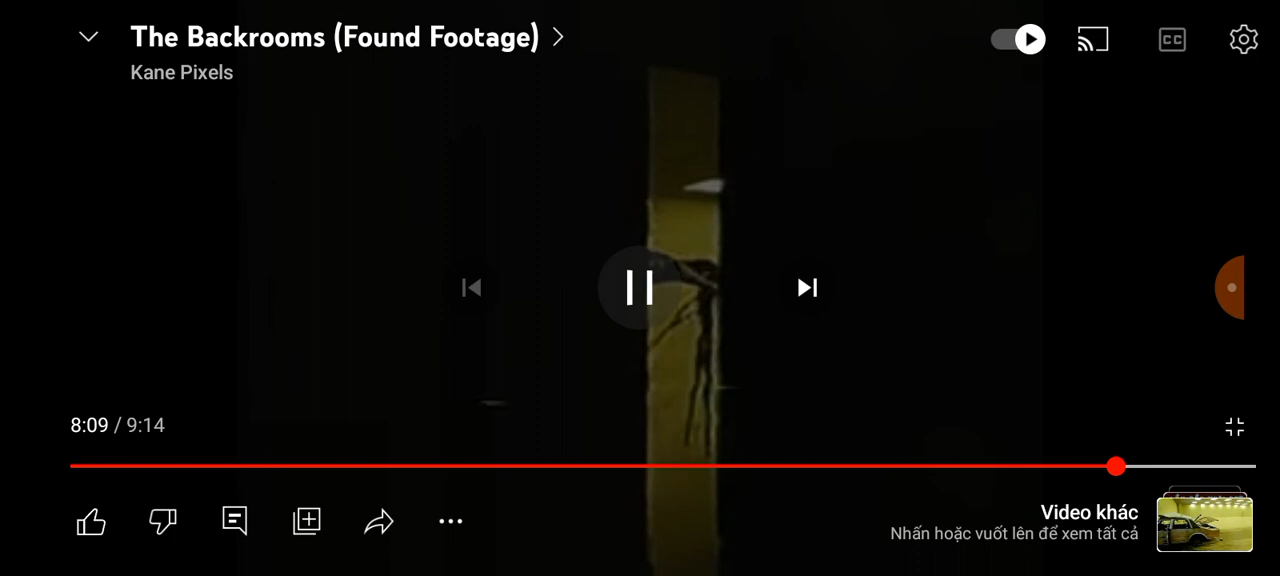 The Backrooms (Found Footage)
Kane Pixels
CC
8:09 / 9:14
Video khác
Nhấn hoặc vuốt lên để xem tất cả